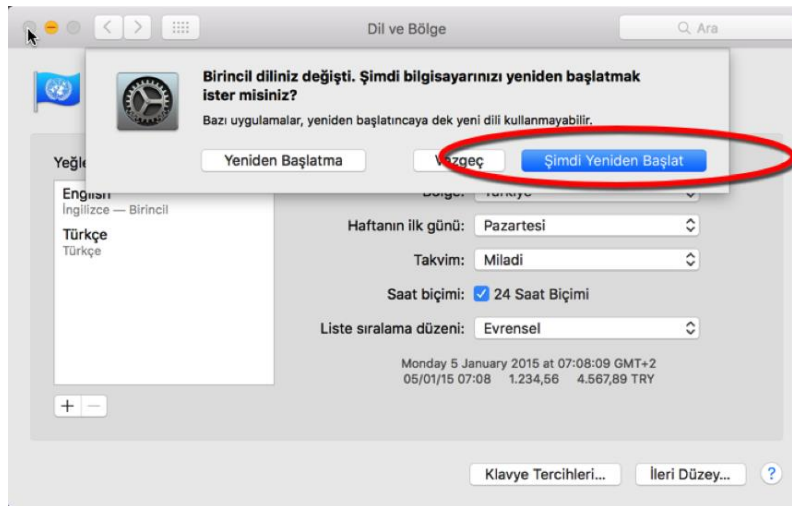 Dil ve Bölge
Ara
Birincil diliniz değişti. Şimdi bilgisayarınızı yeniden başlatmak
ister misiniz?
Bazı uygulamalar, yeniden başlatıncaya dek yeni dili kullanmayabilir.
Yeniden Başlatma
Vazgeç
Şimdi Yeniden Başlat
English
İngilizce — Birincil
Türkçe
Türkçe
Bölge: Türkiye
Haftanın ilk günü: Pazartesi
Takvim: Miladi
Saat biçimi: 24 Saat Biçimi
Liste sıralama düzeni: Evrensel
Monday 5 January 2015 at 07:08:09 GMT+2
05/01/15 07:08 1.234,56 4.567,89 TRY
+ −
Klavye Tercihleri...
İleri Düzey...
?